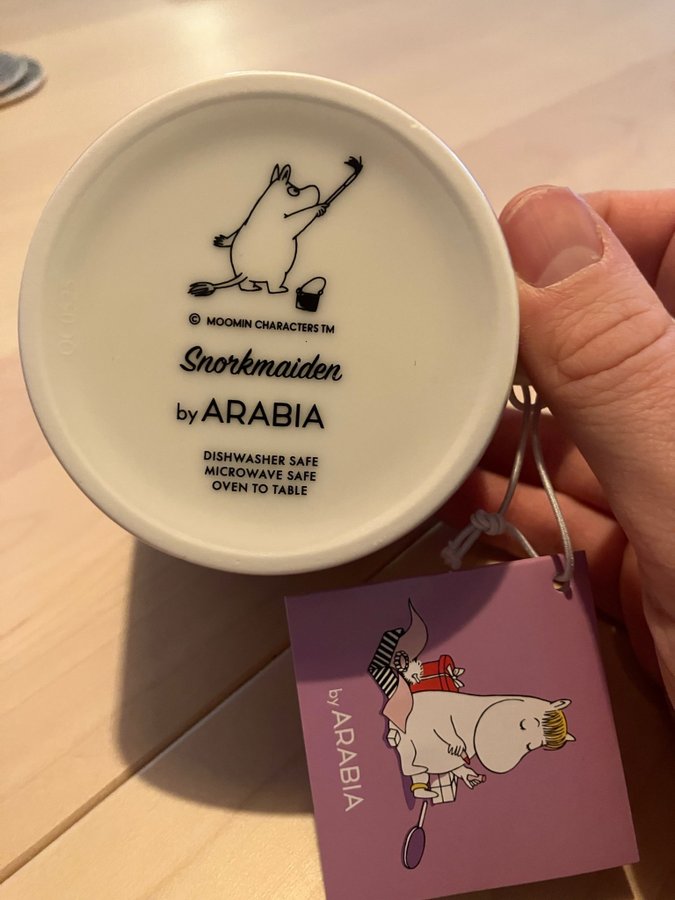 © MOOMIN CHARACTERS TM
Snorkmaiden
by ARABIA
DISHWASHER SAFE
MICROWAVE SAFE
OVEN TO TABLE
by ARABIA